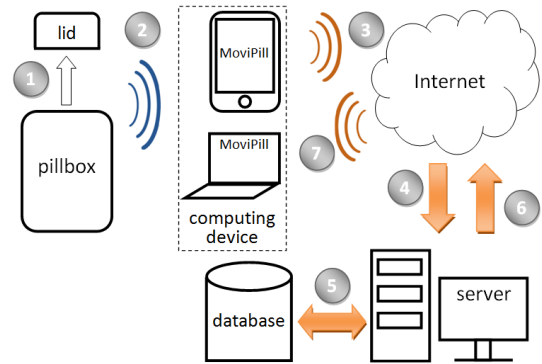 lid
2
MoviPill
3
1
Internet
pillbox
MoviPill
7
4
6
computing
device
5
database
server